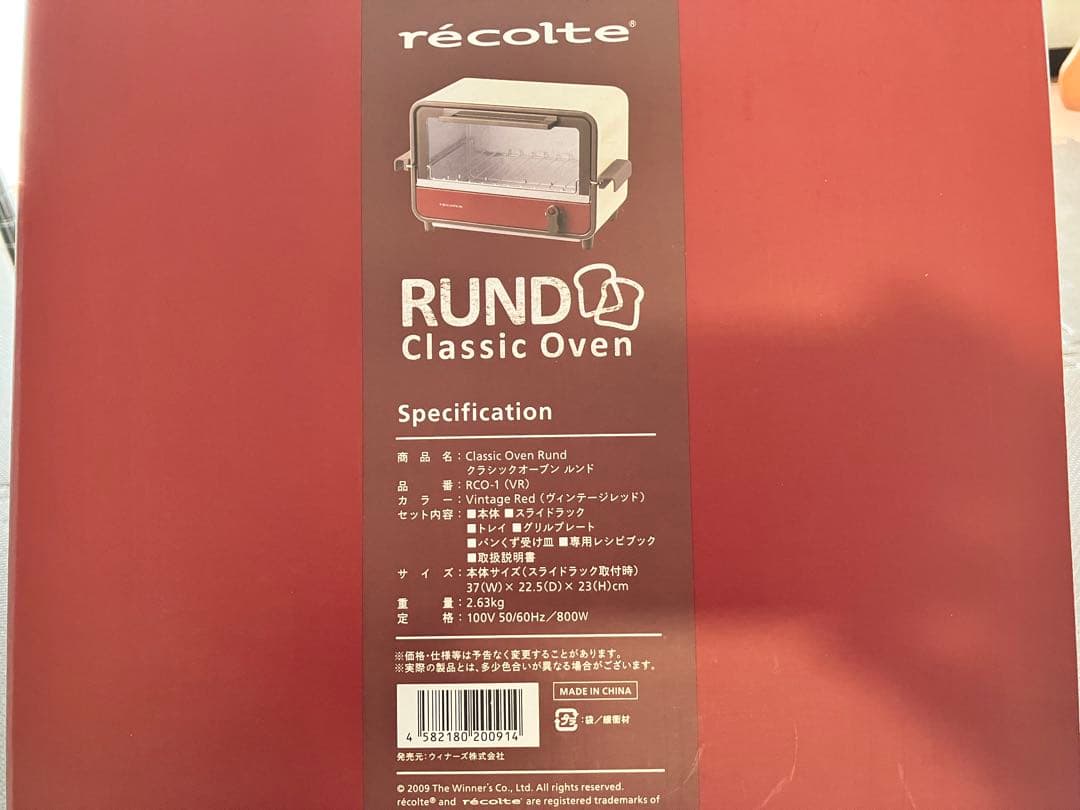 récolte®
récolte
RUND
Classic Oven
Specification
商品名：Classic Oven Rund
クラシックオーブン ルンド
品番：RCO-1（VR）
カラー：Vintage Red（ヴィンテージレッド）
セット内容：■本体 ■スライドラック
■トレイ ■グリルプレート
■パンくず受け皿 ■専用レシピブック
■取扱説明書
サイズ：本体サイズ（スライドラック取付時）
37(W)× 22.5(D)× 23(H)cm
重量：2.63kg
定格：100V 50/60Hz／800W
※価格・仕様等は予告なく変更することがあります。
※実際の製品とは、多少色合いが異なる場合がございます。
MADE IN CHINA
プラ：袋／緩衝材
4 582180 200914
発売元：ウィナーズ株式会社
© 2009 The Winner's Co., Ltd. All rights reserved.
récolte® and récolte® are registered trademarks of